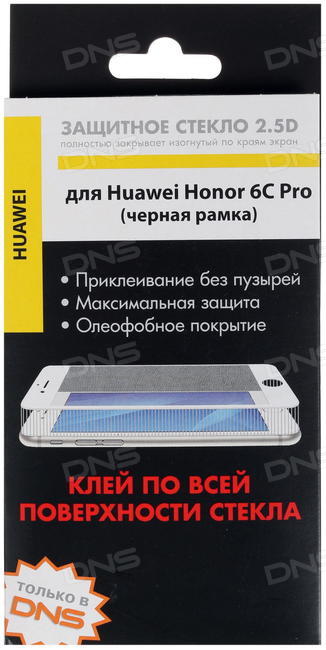 ЗАЩИТНОЕ СТЕКЛО 2.5D
полностью закрывает изогнутый по краям экран
HUAWEI
для Huawei Honor 6C Pro
(черная рамка)
• Приклеивание без пузырей
• Максимальная защита
• Олеофобное покрытие
КЛЕЙ ПО ВСЕЙ
ПОВЕРХНОСТИ СТЕКЛА
только в
DNS